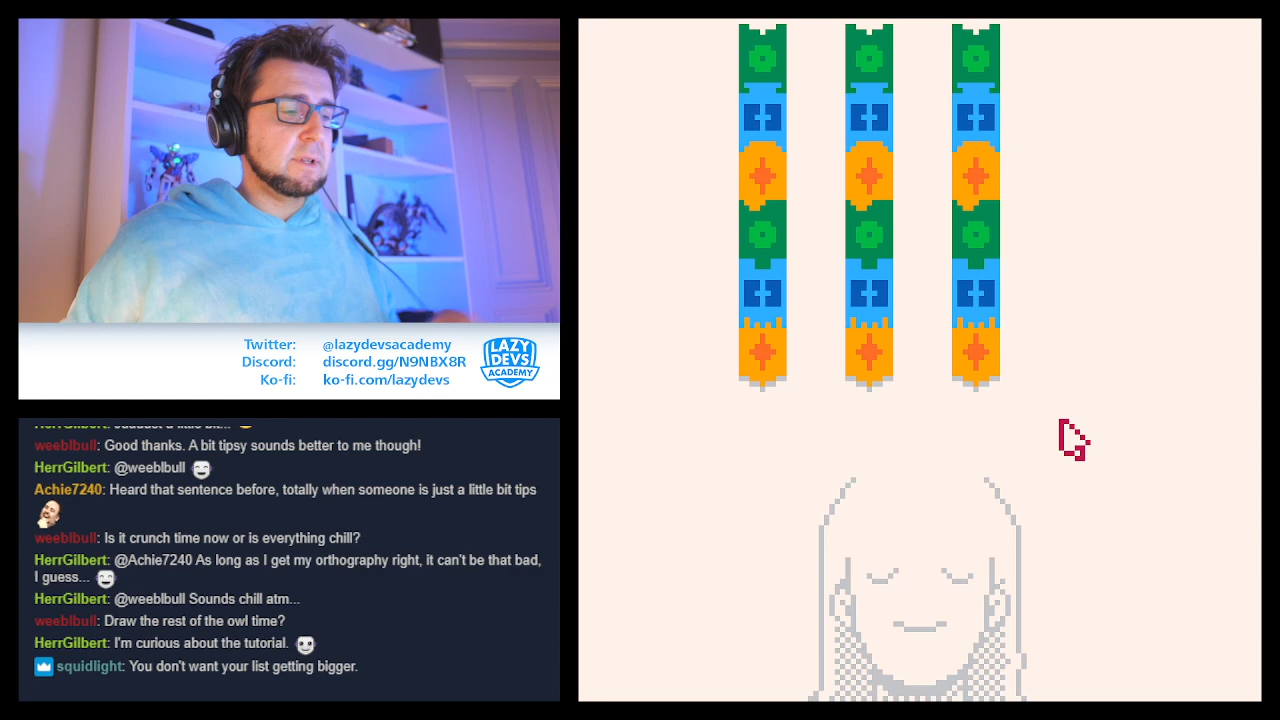 Twitter: @lazydevsacademy
Discord: discord.gg/N9NBX8R
Ko-fi: ko-fi.com/lazydevs
LAZY
DEVS
ACADEMY
weeblbull: Good thanks. A bit tipsy sounds better to me though!
HerrGilbert: @weeblbull
Achie7240: Heard that sentence before, totally when someone is just a little bit tips
weeblbull: Is it crunch time now or is everything chill?
HerrGilbert: @Achie7240 As long as I get my orthography right, it can't be that bad,
I guess...
HerrGilbert: @weeblbull Sounds chill atm...
weeblbull: Draw the rest of the owl time?
HerrGilbert: I'm curious about the tutorial.
squidlight: You don't want your list getting bigger.